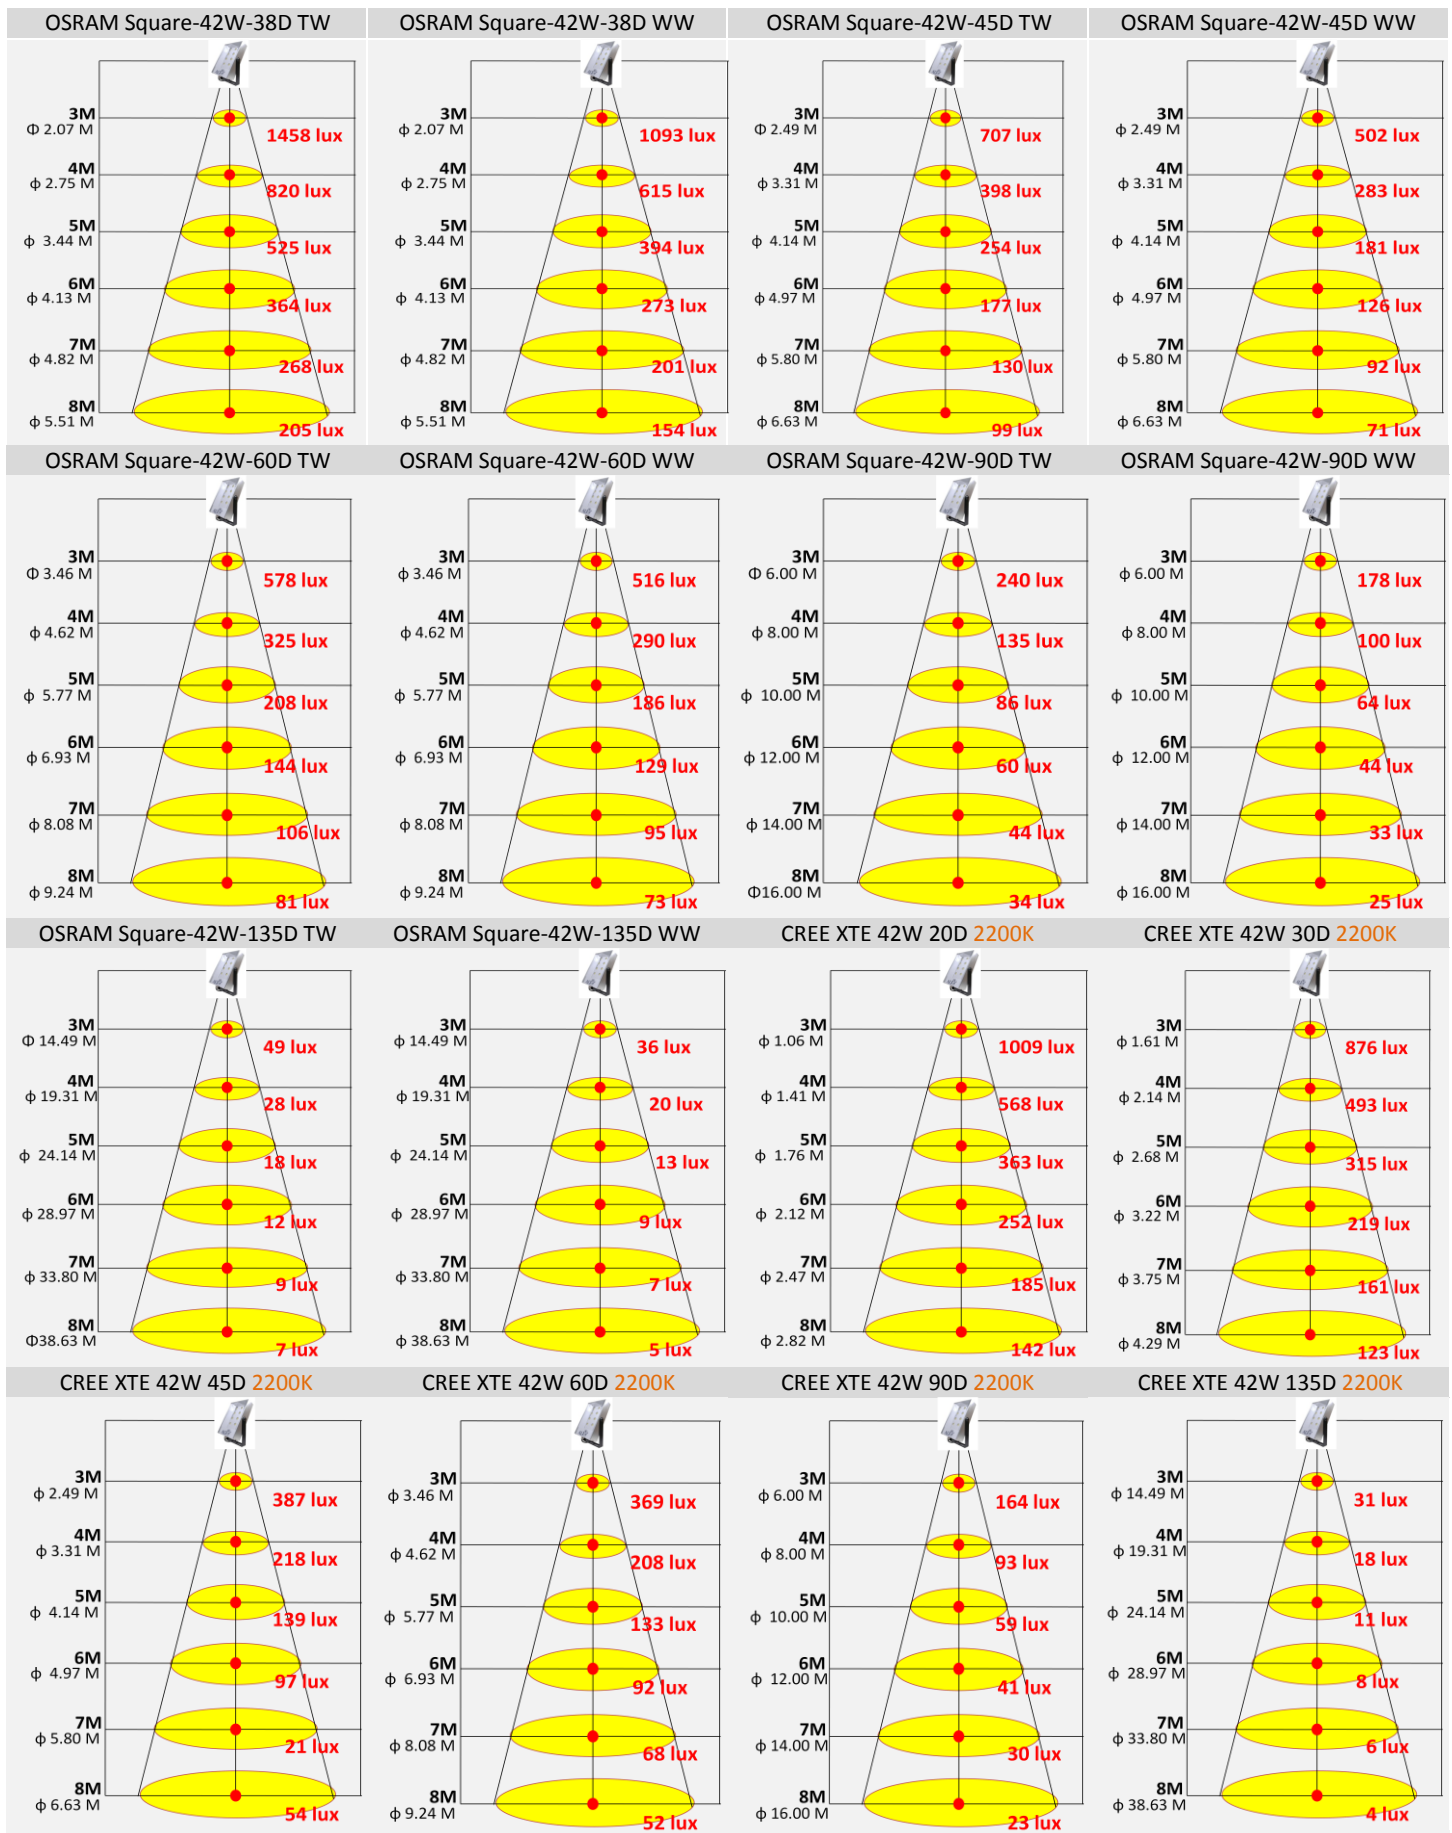 OSRAM Square-42W-38D TW
3M
Φ 2.07 M
1458 lux
4M
ϕ 2.75 M
820 lux
5M
ϕ 3.44 M
525 lux
6M
ϕ 4.13 M
364 lux
7M
ϕ 4.82 M
268 lux
8M
ϕ 5.51 M
205 lux
OSRAM Square-42W-38D WW
3M
ϕ 2.07 M
1093 lux
4M
ϕ 2.75 M
615 lux
5M
ϕ 3.44 M
394 lux
6M
ϕ 4.13 M
273 lux
7M
ϕ 4.82 M
201 lux
8M
ϕ 5.51 M
154 lux
OSRAM Square-42W-45D TW
3M
Φ 2.49 M
707 lux
4M
ϕ 3.31 M
398 lux
5M
ϕ 4.14 M
254 lux
6M
ϕ 4.97 M
177 lux
7M
ϕ 5.80 M
130 lux
8M
ϕ 6.63 M
99 lux
OSRAM Square-42W-45D WW
3M
ϕ 2.49 M
502 lux
4M
ϕ 3.31 M
283 lux
5M
ϕ 4.14 M
181 lux
6M
ϕ 4.97 M
126 lux
7M
ϕ 5.80 M
92 lux
8M
ϕ 6.63 M
71 lux
OSRAM Square-42W-60D TW
3M
Φ 3.46 M
578 lux
4M
ϕ 4.62 M
325 lux
5M
ϕ 5.77 M
208 lux
6M
ϕ 6.93 M
144 lux
7M
ϕ 8.08 M
106 lux
8M
ϕ 9.24 M
81 lux
OSRAM Square-42W-60D WW
3M
ϕ 3.46 M
516 lux
4M
ϕ 4.62 M
290 lux
5M
ϕ 5.77 M
186 lux
6M
ϕ 6.93 M
129 lux
7M
ϕ 8.08 M
95 lux
8M
ϕ 9.24 M
73 lux
OSRAM Square-42W-90D TW
3M
Φ 6.00 M
240 lux
4M
ϕ 8.00 M
135 lux
5M
ϕ 10.00 M
86 lux
6M
ϕ 12.00 M
60 lux
7M
ϕ 14.00 M
44 lux
8M
Φ16.00 M
34 lux
OSRAM Square-42W-90D WW
3M
ϕ 6.00 M
178 lux
4M
ϕ 8.00 M
100 lux
5M
ϕ 10.00 M
64 lux
6M
ϕ 12.00 M
44 lux
7M
ϕ 14.00 M
33 lux
8M
ϕ 16.00 M
25 lux
OSRAM Square-42W-135D TW
3M
Φ 14.49 M
49 lux
4M
ϕ 19.31 M
28 lux
5M
ϕ 24.14 M
18 lux
6M
ϕ 28.97 M
12 lux
7M
ϕ 33.80 M
9 lux
8M
Φ38.63 M
7 lux
OSRAM Square-42W-135D WW
3M
ϕ 14.49 M
36 lux
4M
ϕ 19.31 M
20 lux
5M
ϕ 24.14 M
13 lux
6M
ϕ 28.97 M
9 lux
7M
ϕ 33.80 M
7 lux
8M
ϕ 38.63 M
5 lux
CREE XTE 42W 20D 2200K
3M
ϕ 1.06 M
1009 lux
4M
ϕ 1.41 M
568 lux
5M
ϕ 1.76 M
363 lux
6M
ϕ 2.12 M
252 lux
7M
ϕ 2.47 M
185 lux
8M
ϕ 2.82 M
142 lux
CREE XTE 42W 30D 2200K
3M
ϕ 1.61 M
876 lux
4M
ϕ 2.14 M
493 lux
5M
ϕ 2.68 M
315 lux
6M
ϕ 3.22 M
219 lux
7M
ϕ 3.75 M
161 lux
8M
ϕ 4.29 M
123 lux
CREE XTE 42W 45D 2200K
3M
ϕ 2.49 M
387 lux
4M
ϕ 3.31 M
218 lux
5M
ϕ 4.14 M
139 lux
6M
ϕ 4.97 M
97 lux
7M
ϕ 5.80 M
21 lux
8M
ϕ 6.63 M
54 lux
CREE XTE 42W 60D 2200K
3M
ϕ 3.46 M
369 lux
4M
ϕ 4.62 M
208 lux
5M
ϕ 5.77 M
133 lux
6M
ϕ 6.93 M
92 lux
7M
ϕ 8.08 M
68 lux
8M
ϕ 9.24 M
52 lux
CREE XTE 42W 90D 2200K
3M
ϕ 6.00 M
164 lux
4M
ϕ 8.00 M
93 lux
5M
ϕ 10.00 M
59 lux
6M
ϕ 12.00 M
41 lux
7M
ϕ 14.00 M
30 lux
8M
ϕ 16.00 M
23 lux
CREE XTE 42W 135D 2200K
3M
ϕ 14.49 M
31 lux
4M
ϕ 19.31 M
18 lux
5M
ϕ 24.14 M
11 lux
6M
ϕ 28.97 M
8 lux
7M
ϕ 33.80 M
6 lux
8M
ϕ 38.63 M
4 lux